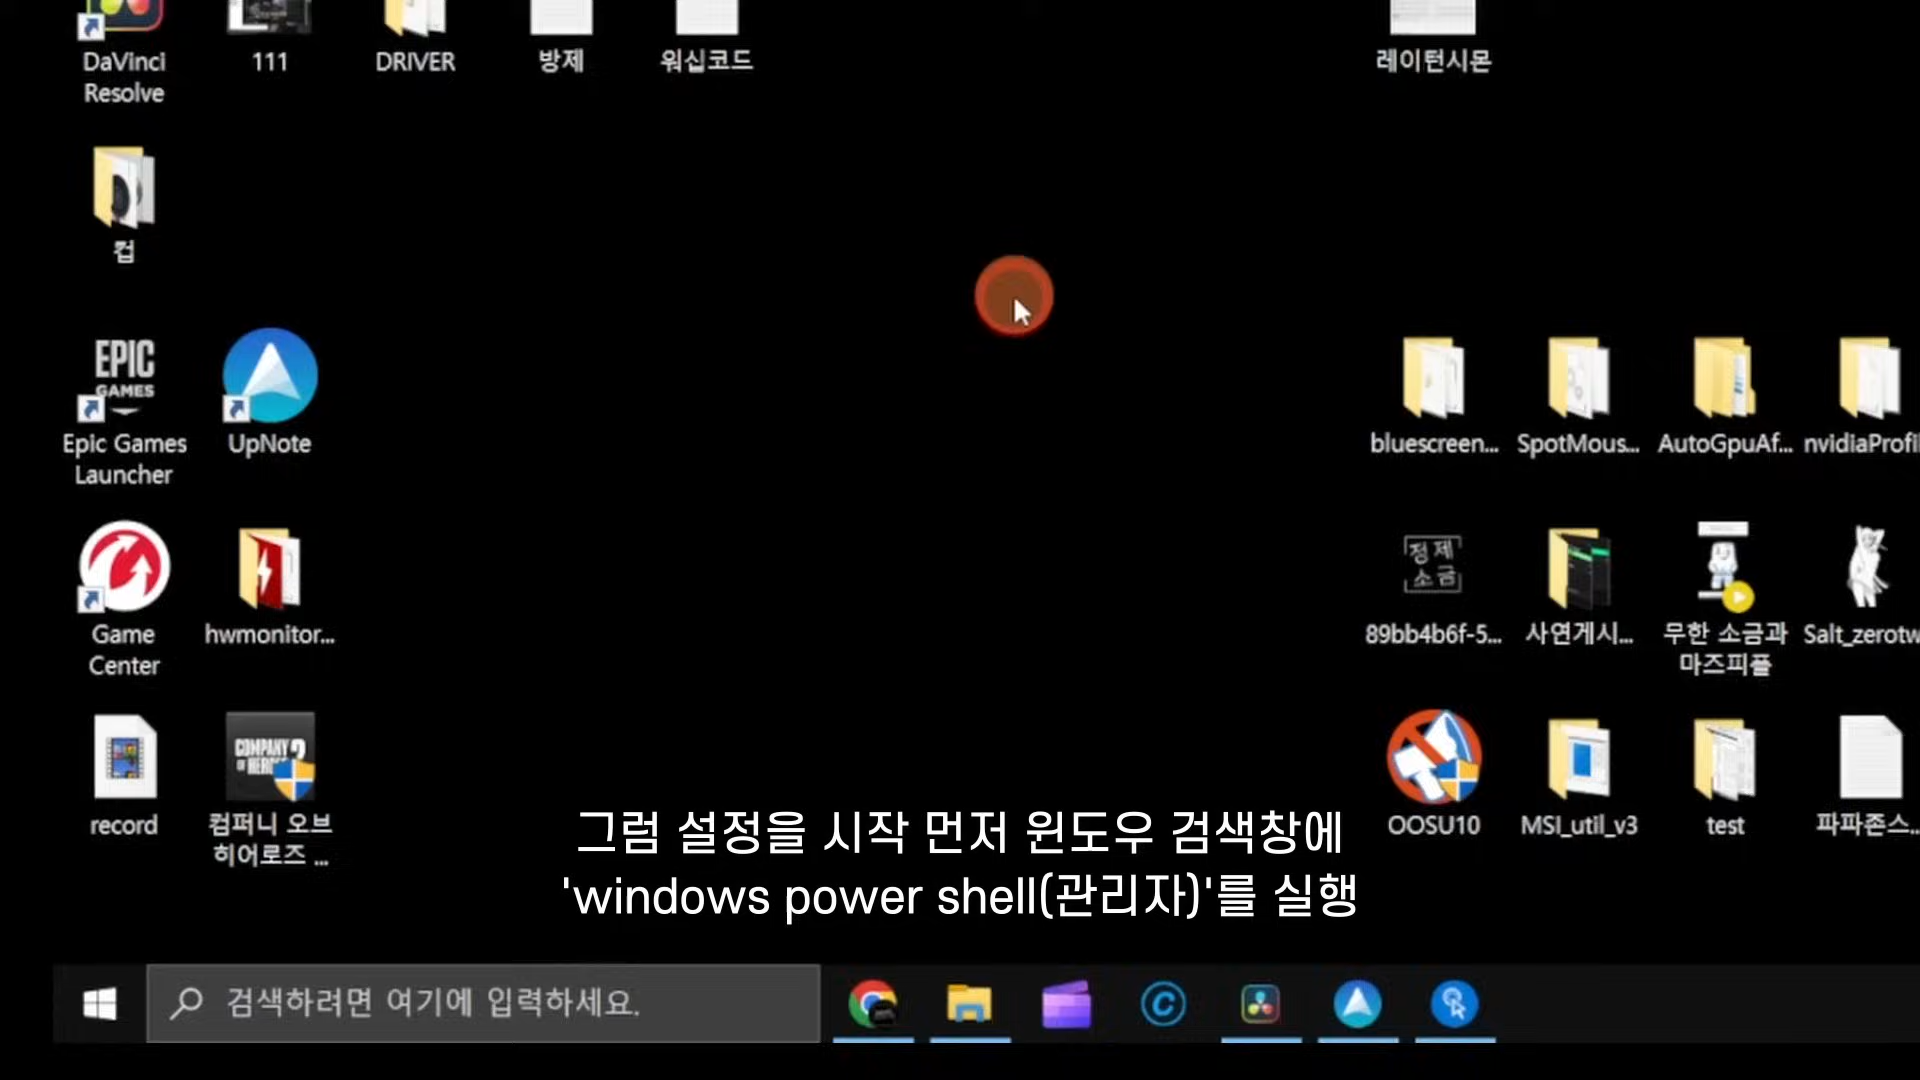 DaVinci
Resolve
111
DRIVER
방제
워십코드
레이턴시몬
컵
EPIC
GAMES
Epic Games
Launcher
UpNote
bluescreen...
SpotMous...
AutoGpuAf...
nvidiaProfil
Game
Center
hwmonitor...
정제
소금
89bb4b6f-5...
사연게시...
무한 소금과
마즈피플
Salt_zerotw
record
COMPANY
OF HEROES 2
컴퍼니 오브
히어로즈 ...
OOSU10
MSI_util_v3
test
파파존스...
그럼 설정을 시작 먼저 윈도우 검색창에
'windows power shell(관리자)'를 실행
검색하려면 여기에 입력하세요.